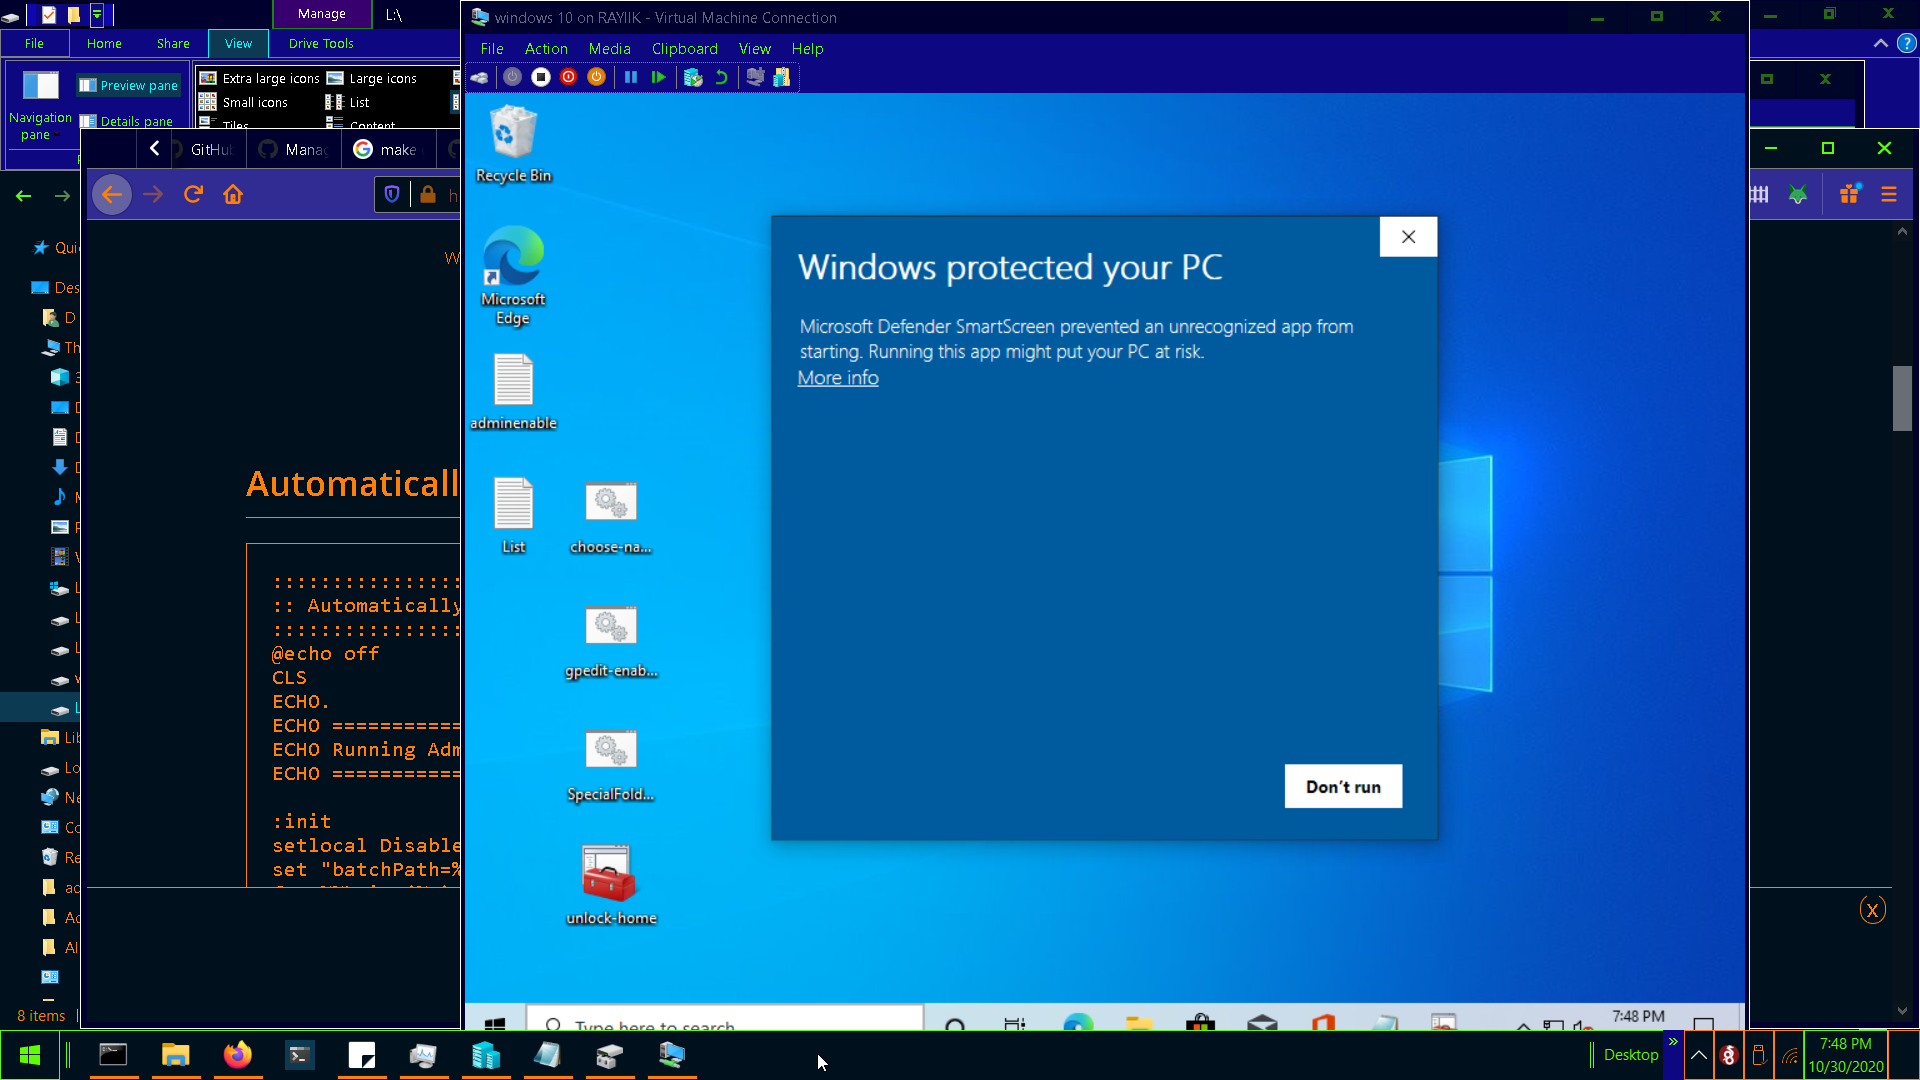 Manage
L:\
File
Home
Share
View
Drive Tools
Navigation
pane
Preview pane
Details pane
Extra large icons
Large icons
Small icons
List
Tiles
Content
windows 10 on RAYIIK - Virtual Machine Connection
File
Action
Media
Clipboard
View
Help
GitHu
Mana
make
Automaticall
::::::::::::::::
:: Automatically
::::::::::::::::
@echo off
CLS
ECHO.
ECHO ===========
ECHO Running Adm
ECHO ===========
:init
setlocal Disable
set "batchPath=%
Recycle Bin
Microsoft
Edge
adminenable
List
choose-na...
gpedit-enab...
SpecialFold...
unlock-home
Windows protected your PC
Microsoft Defender SmartScreen prevented an unrecognized app from
starting. Running this app might put your PC at risk.
More info
Don't run
Type here to search
7:48 PM
Qui
Des
D
Th
Lib
Lo
Ne
Co
Re
ac
Ac
Al
8 items
Desktop
7:48 PM
10/30/2020